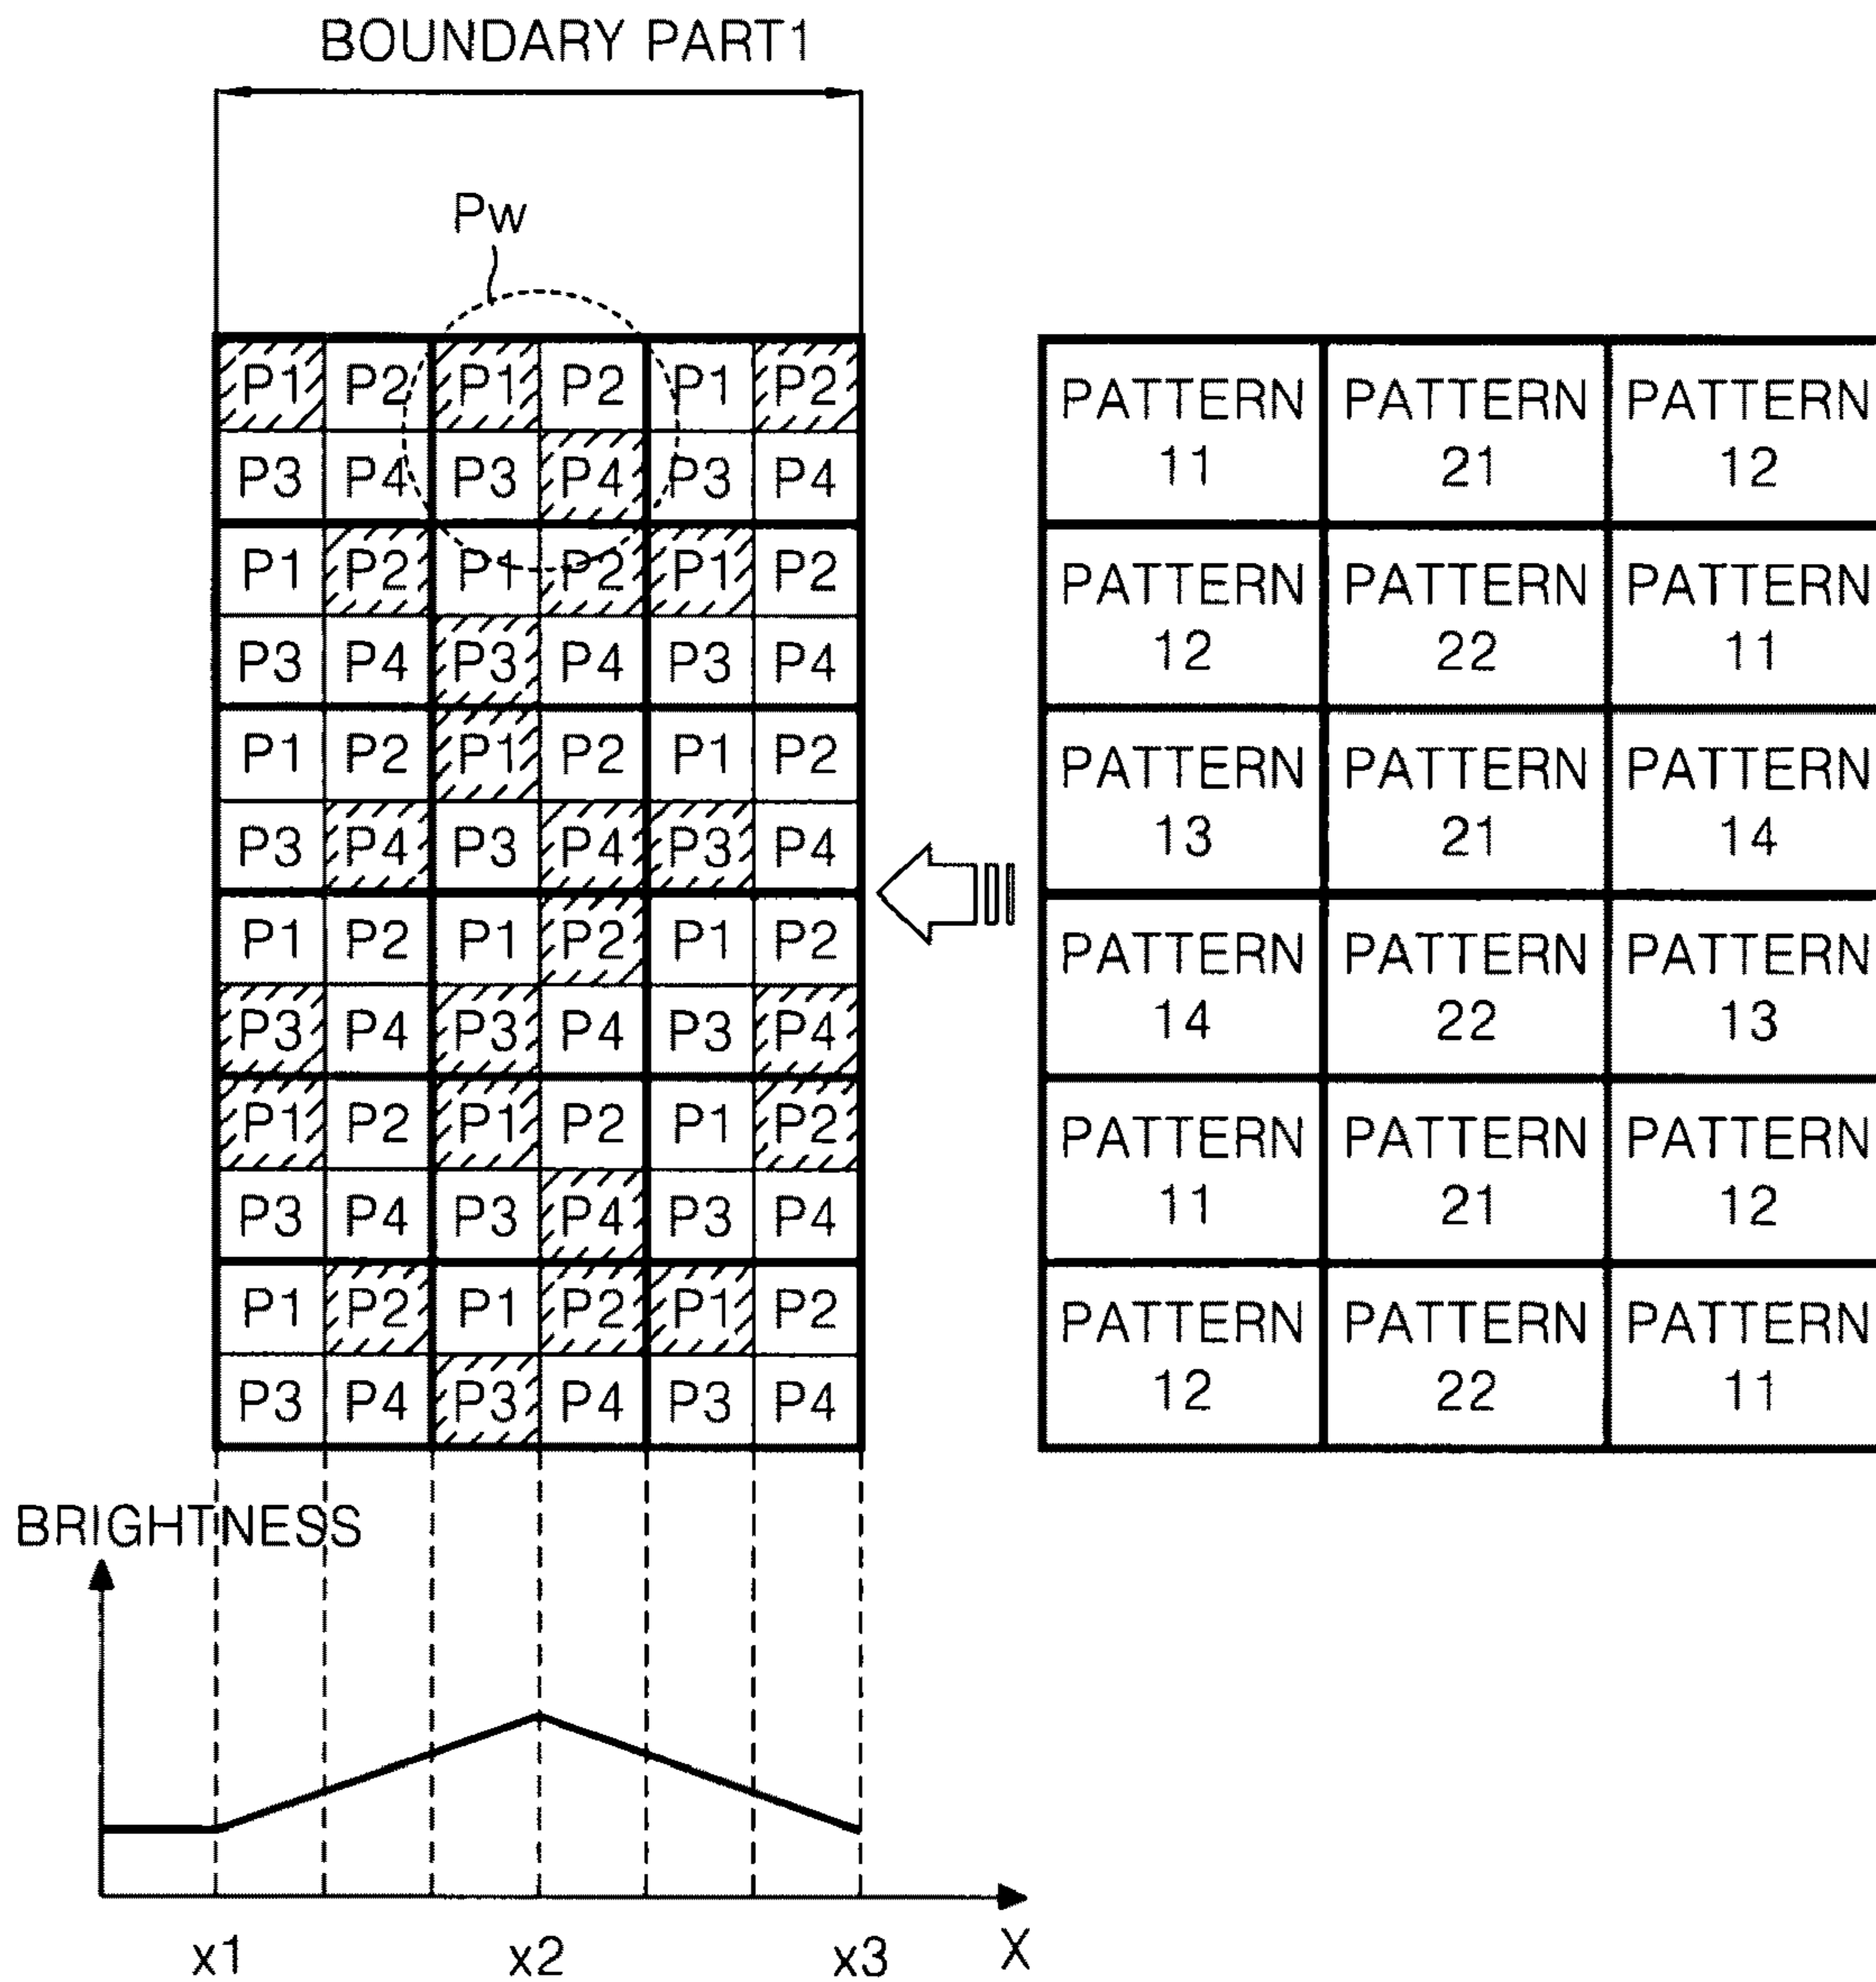 BOUNDARY PART1
Pw
P1 P2 P1 P2 P1 P2
P3 P4 P3 P4 P3 P4
P1 P2 P1 P2 P1 P2
P3 P4 P3 P4 P3 P4
P1 P2 P1 P2 P1 P2
P3 P4 P3 P4 P3 P4
P1 P2 P1 P2 P1 P2
P3 P4 P3 P4 P3 P4
P1 P2 P1 P2 P1 P2
P3 P4 P3 P4 P3 P4
P1 P2 P1 P2 P1 P2
P3 P4 P3 P4 P3 P4
PATTERN PATTERN PATTERN
11 21 12
PATTERN PATTERN PATTERN
12 22 11
PATTERN PATTERN PATTERN
13 21 14
PATTERN PATTERN PATTERN
14 22 13
PATTERN PATTERN PATTERN
11 21 12
PATTERN PATTERN PATTERN
12 22 11
BRIGHTNESS
x1 x2 x3 X